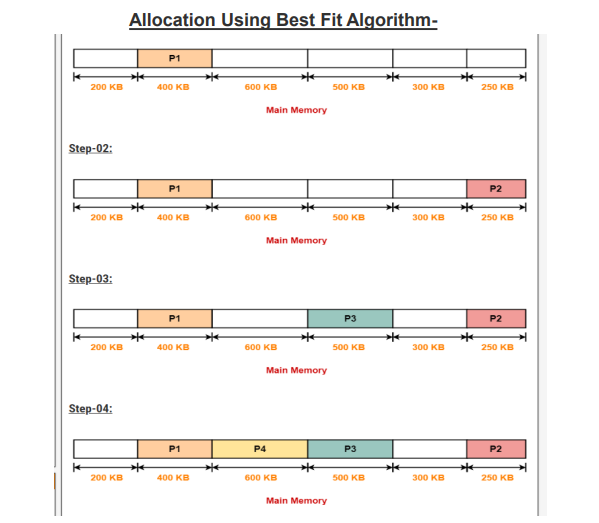 Allocation Using Best Fit Algorithm-
P1
200 KB 400 KB 600 KB 500 KB 300 KB 250 KB
Main Memory
Step-02:
P1 P2
200 KB 400 KB 600 KB 500 KB 300 KB 250 KB
Main Memory
Step-03:
P1 P3 P2
200 KB 400 KB 600 KB 500 KB 300 KB 250 KB
Main Memory
Step-04:
P1 P4 P3 P2
200 KB 400 KB 600 KB 500 KB 300 KB 250 KB
Main Memory